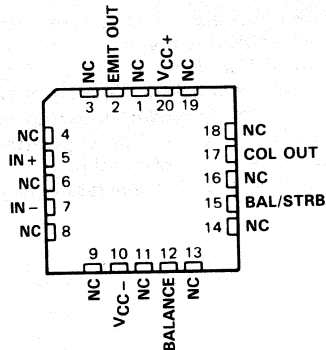 NC
EMIT OUT
NC
VCC+
NC
3 2 1 20 19
NC 4
IN+ 5
NC 6
IN- 7
NC 8
18 NC
17 COL OUT
16 NC
15 BAL/STRB
14 NC
9 10 11 12 13
NC
VCC-
NC
BALANCE
NC